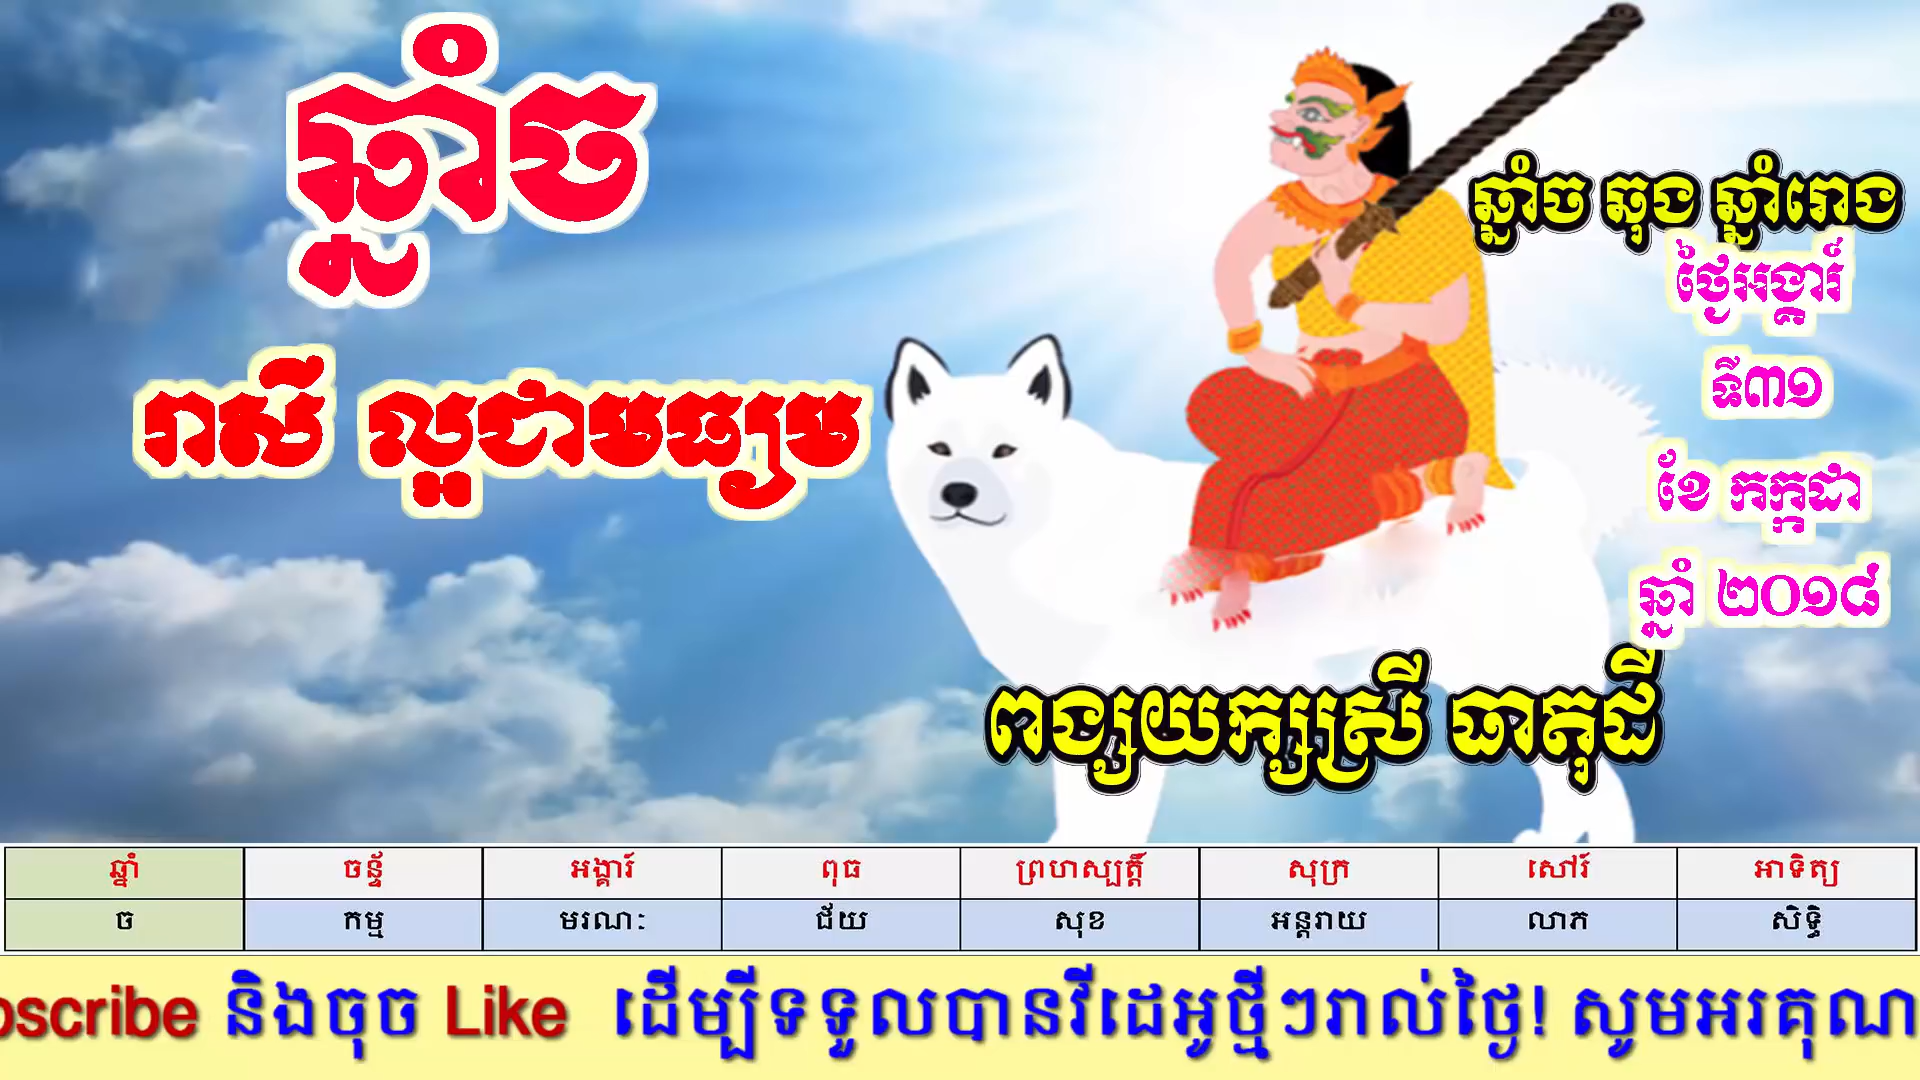 ឆ្នាំច
រាសី ល្អជាមធ្យម
ឆ្នាំច ឆុង ឆ្នាំរោង
ថ្ងៃអង្គារ៍
ទី៣១
ខែ កក្កដា
ឆ្នាំ ២០១៨
ពង្សយក្សស្រី ធាតុដី
ឆ្នាំ ចន្ទ័ អង្គារ៍ ពុធ ព្រហស្បត្តិ៍ សុក្រ សៅរ៍ អាទិត្យ
ច កម្ម មរណៈ ជ័យ សុខ អន្តរាយ លាភ សិទ្ធិ
bscribe និងចុច Like ដើម្បីទទួលបានវីដេអូថ្មីៗរាល់ថ្ងៃ! សូមអរគុណ